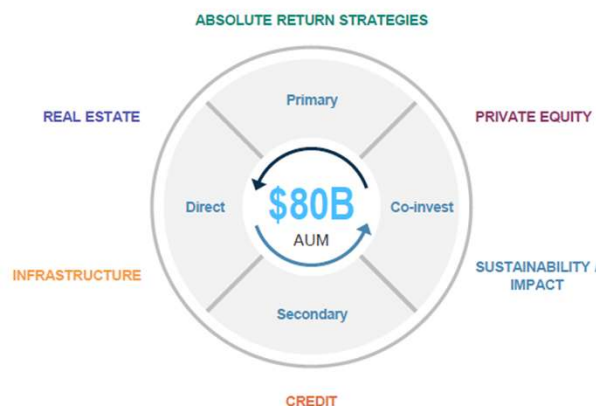 ABSOLUTE RETURN STRATEGIES
REAL ESTATE
Primary
PRIVATE EQUITY
Direct
$80B
AUM
Co-invest
INFRASTRUCTURE
SUSTAINABILITY /
IMPACT
Secondary
CREDIT